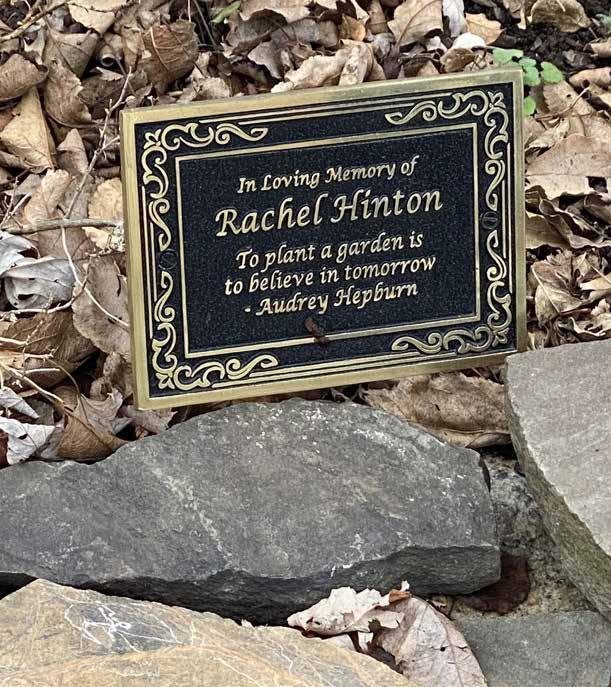 In Loving Memory of
Rachel Hinton
To plant a garden is
to believe in tomorrow
- Audrey Hepburn